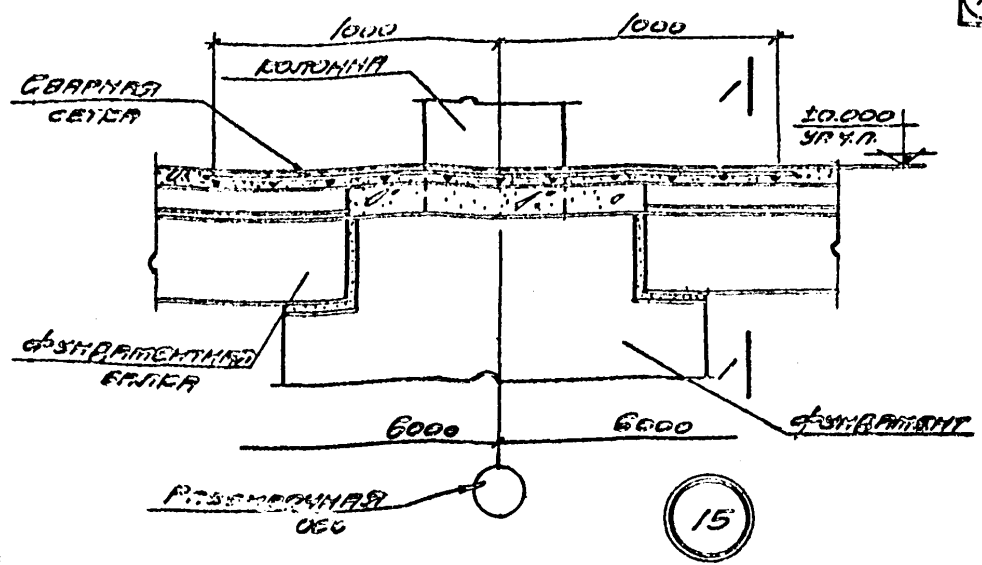 1000
1000
КОЛОННА
СВАРНАЯ
СЕТКА
±0.000
УР.Ч.П.
ФУНДАМЕНТНАЯ
БАЛКА
6000
6000
ФУНДАМЕНТ
РАЗБИВОЧНАЯ
ОСЬ
15